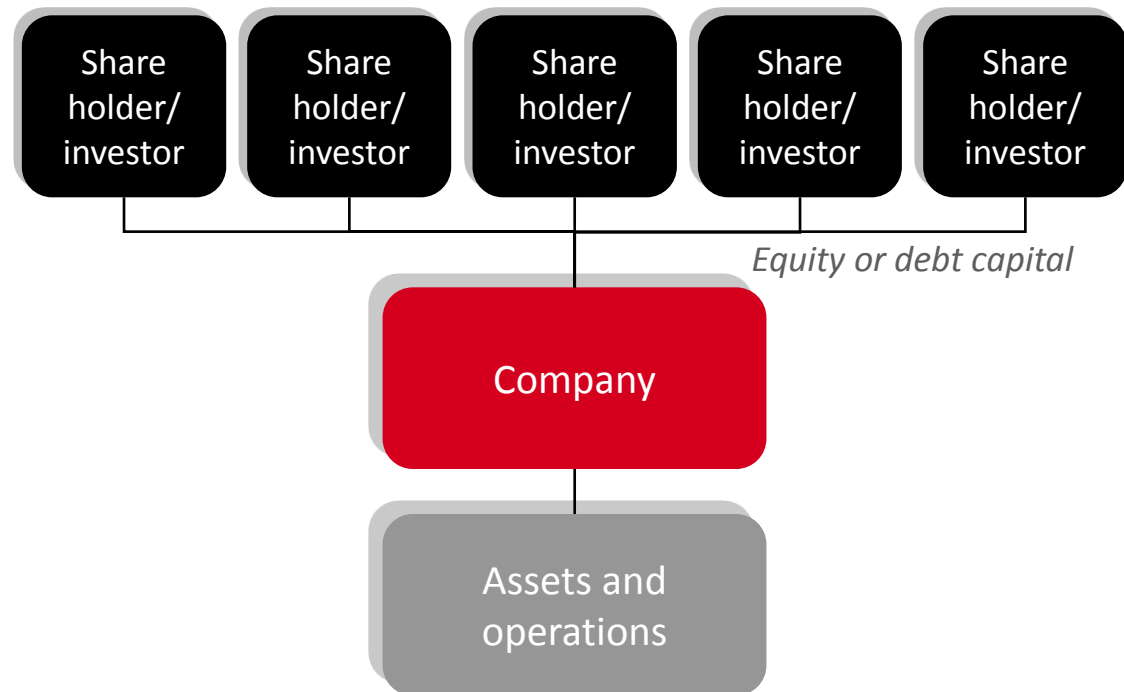 Share
holder/
investor
Share
holder/
investor
Share
holder/
investor
Share
holder/
investor
Share
holder/
investor
Equity or debt capital
Company
Assets and
operations